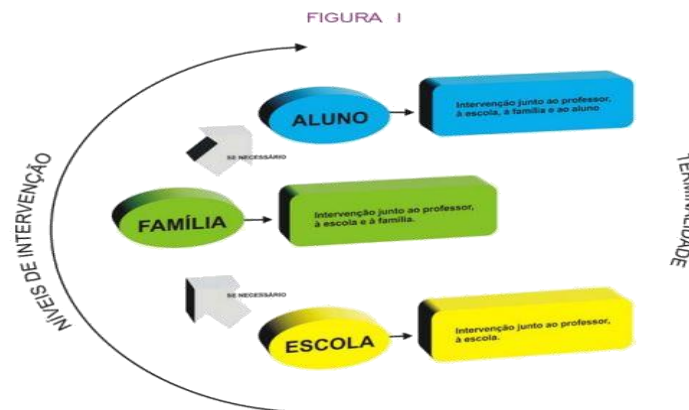 FIGURA I
ALUNO
Intervenção junto ao professor,
à escola, à família e ao aluno
SE NECESSÁRIO
NÍVEIS DE INTERVENÇÃO
FAMÍLIA
Intervenção junto ao professor,
à escola e à família.
TERMINALIDADE
SE NECESSÁRIO
ESCOLA
Intervenção junto ao professor,
à escola.